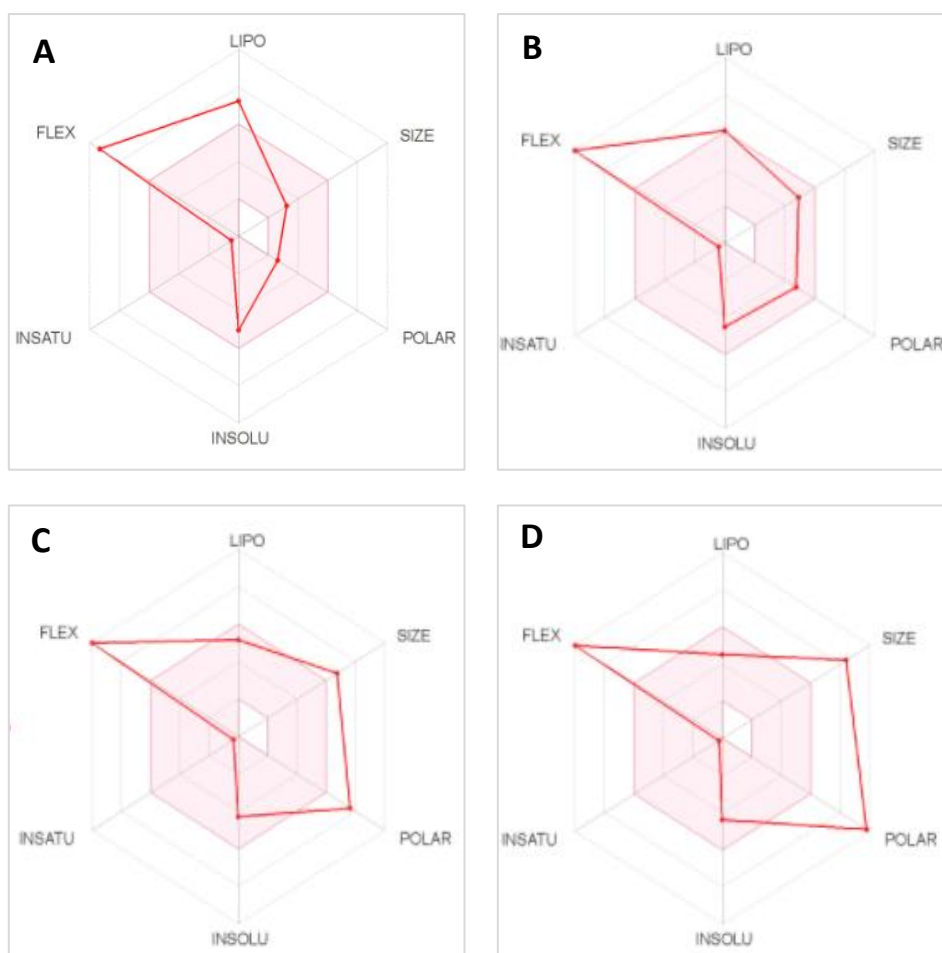 A
LIPO
FLEX
SIZE
INSATU
POLAR
INSOLU
B
LIPO
FLEX
SIZE
INSATU
POLAR
INSOLU
C
LIPO
FLEX
SIZE
INSATU
POLAR
INSOLU
D
LIPO
FLEX
SIZE
INSATU
POLAR
INSOLU